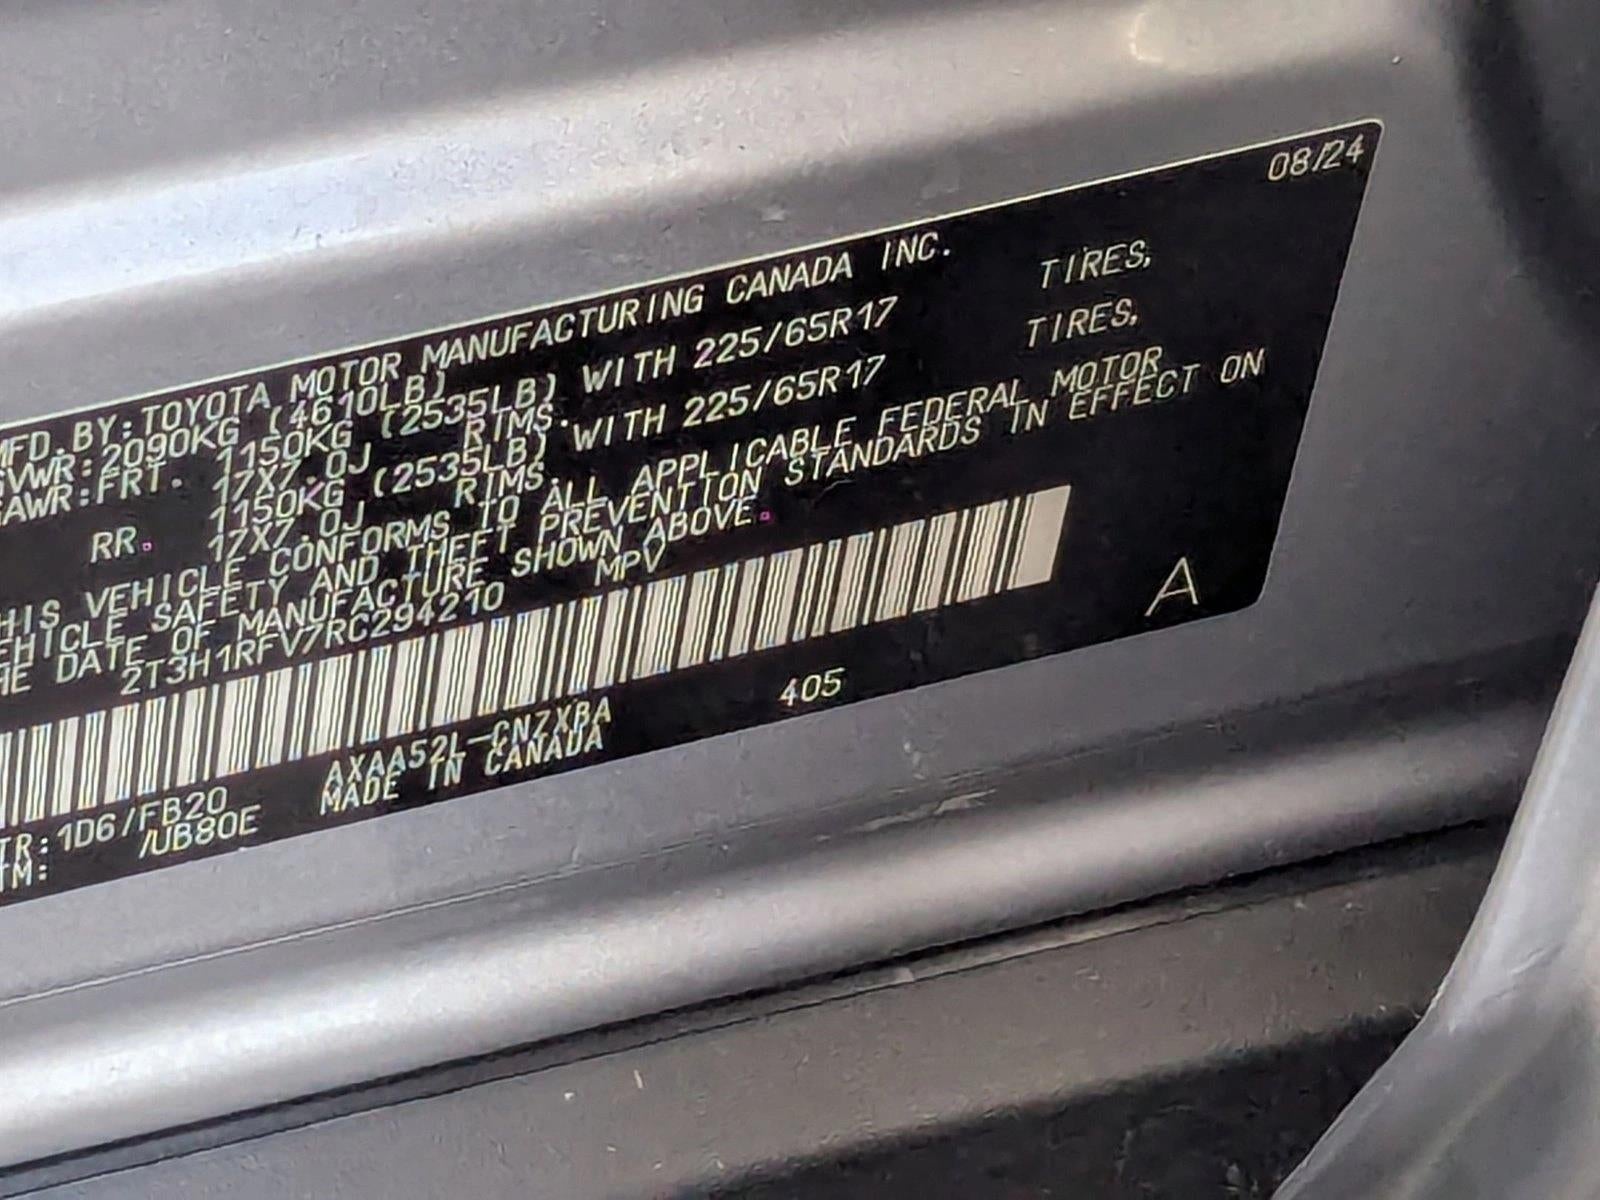 08/24
MFD.BY:TOYOTA MOTOR MANUFACTURING CANADA INC.
GVWR:2090KG (4610LB)
GAWR:FRT. 1150KG (2535LB) WITH 225/65R17 TIRES,
17X7.0J RIMS.
RR. 1150KG (2535LB) WITH 225/65R17 TIRES,
17X7.0J RIMS.
THIS VEHICLE CONFORMS TO ALL APPLICABLE FEDERAL MOTOR
VEHICLE SAFETY AND THEFT PREVENTION STANDARDS IN EFFECT ON
THE DATE OF MANUFACTURE SHOWN ABOVE.
2T3H1RFV7RC294210 MPV
A
AXAA52L-CNZXBA 405
TR:1D6/FB20 MADE IN CANADA
TM: /UB80E